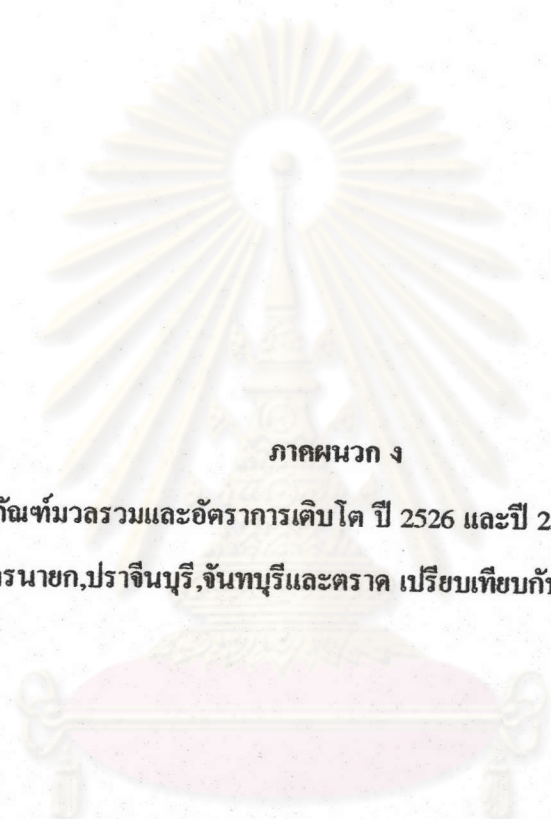 ภาคผนวก ง
ภัณฑ์มวลรวมและอัตราการเติบโต ปี 2526 และปี 2
รนายก,ปราจีนบุรี,จันทบุรีและตราด เปรียบเทียบกับ